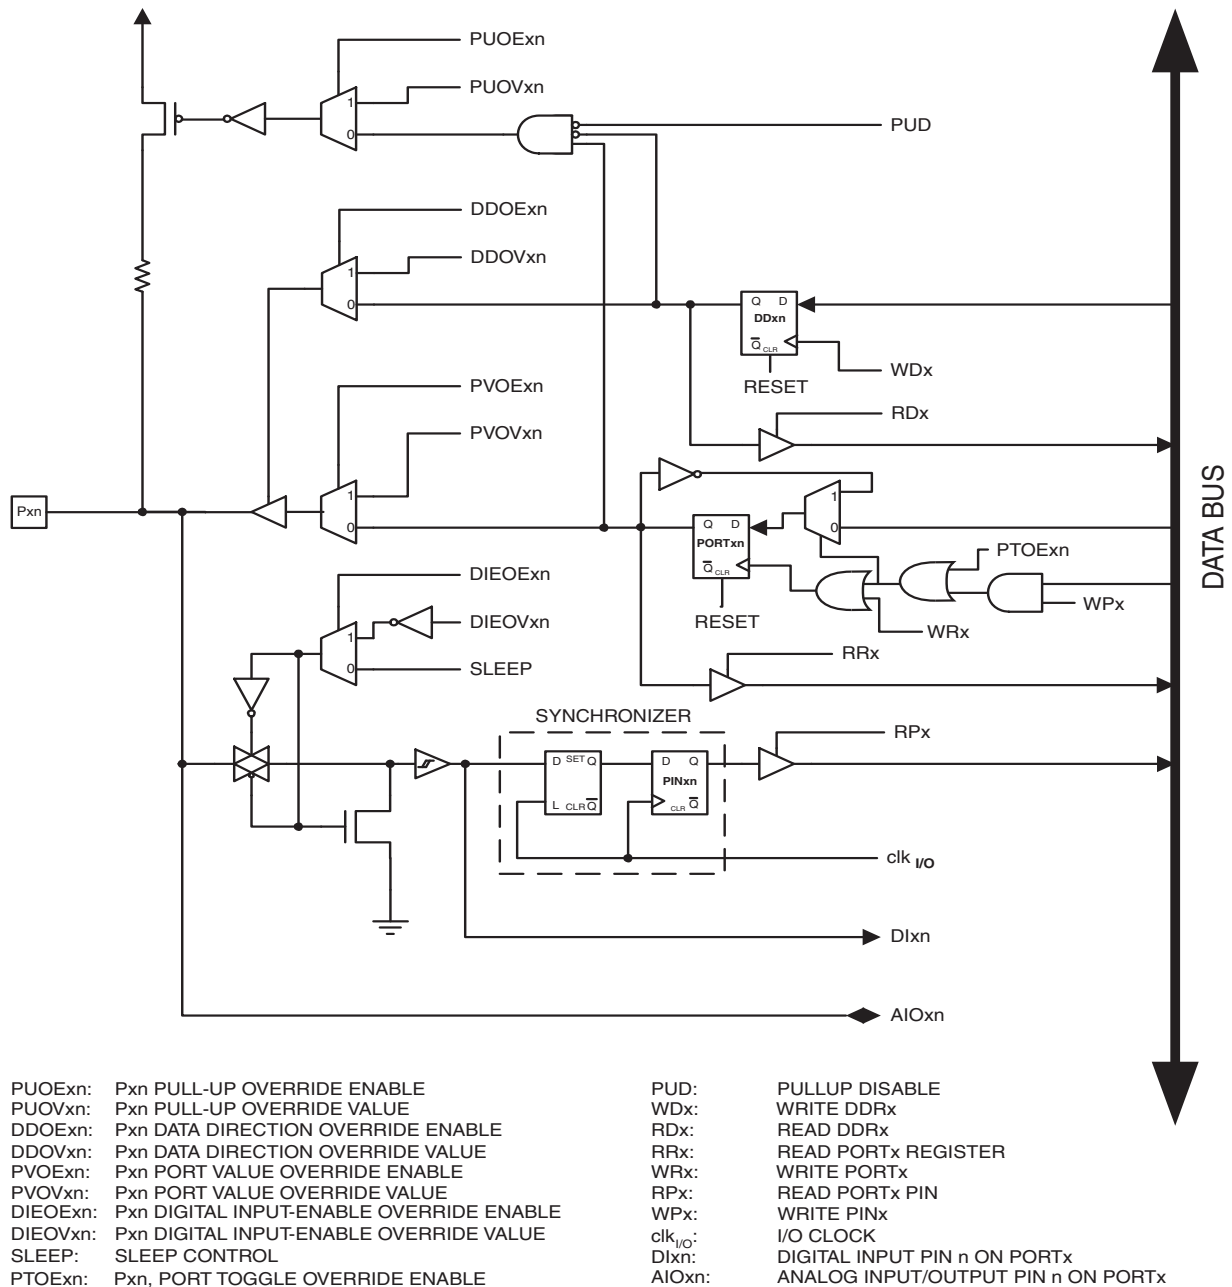 PUOExn
PUOVxn
1
0
PUD
DDOExn
DDOVxn
1
0
Q D
DDxn
Q CLR
WDx
RESET
RDx
PVOExn
PVOVxn
1
0
Pxn
1
0
Q D
PORTxn
Q CLR
RESET
PTOExn
WPx
WRx
RRx
DATA BUS
DIEOExn
DIEOVxn
1
0
SLEEP
SYNCHRONIZER
D SET Q
L CLR Q
D Q
PINxn
CLR Q
RPx
clk I/O
DIxn
AIOxn
PUOExn: Pxn PULL-UP OVERRIDE ENABLE
PUOVxn: Pxn PULL-UP OVERRIDE VALUE
DDOExn: Pxn DATA DIRECTION OVERRIDE ENABLE
DDOVxn: Pxn DATA DIRECTION OVERRIDE VALUE
PVOExn: Pxn PORT VALUE OVERRIDE ENABLE
PVOVxn: Pxn PORT VALUE OVERRIDE VALUE
DIEOExn: Pxn DIGITAL INPUT-ENABLE OVERRIDE ENABLE
DIEOVxn: Pxn DIGITAL INPUT-ENABLE OVERRIDE VALUE
SLEEP: SLEEP CONTROL
PTOExn: Pxn, PORT TOGGLE OVERRIDE ENABLE
PUD: PULLUP DISABLE
WDx: WRITE DDRx
RDx: READ DDRx
RRx: READ PORTx REGISTER
WRx: WRITE PORTx
RPx: READ PORTx PIN
WPx: WRITE PINx
clkI/O: I/O CLOCK
DIxn: DIGITAL INPUT PIN n ON PORTx
AIOxn: ANALOG INPUT/OUTPUT PIN n ON PORTx